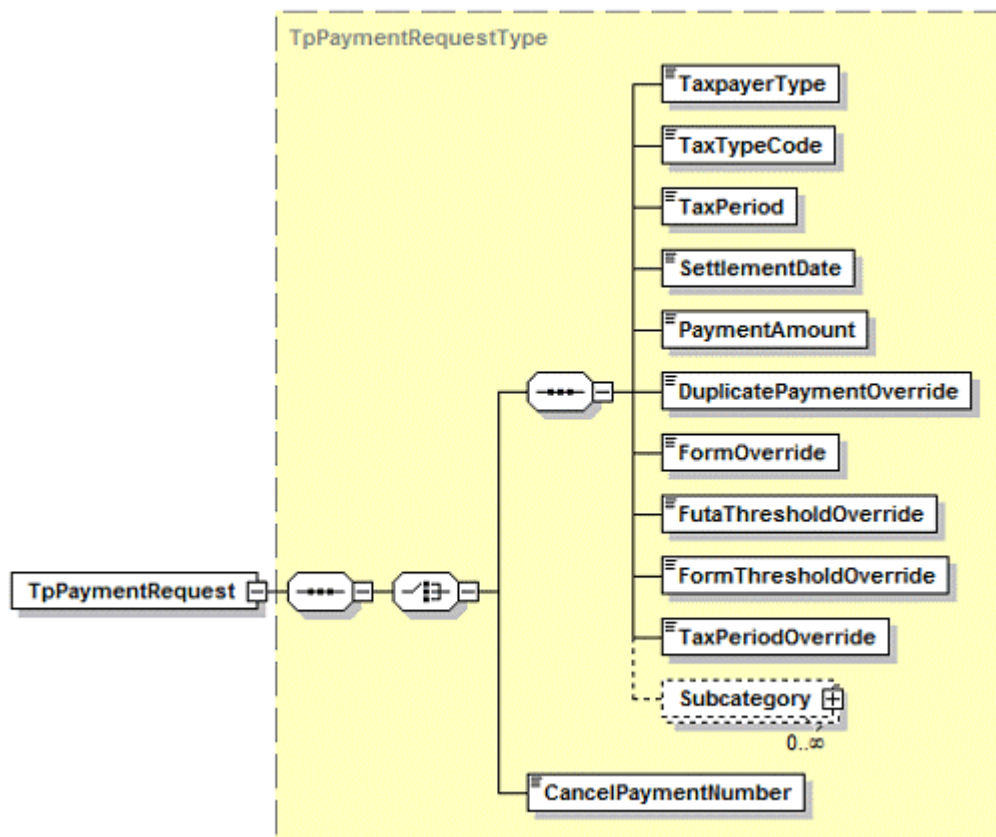 TpPaymentRequestType
TaxpayerType
TaxTypeCode
TaxPeriod
SettlementDate
PaymentAmount
DuplicatePaymentOverride
FormOverride
FutaThresholdOverride
FormThresholdOverride
TpPaymentRequest
TaxPeriodOverride
Subcategory
0..∞
CancelPaymentNumber